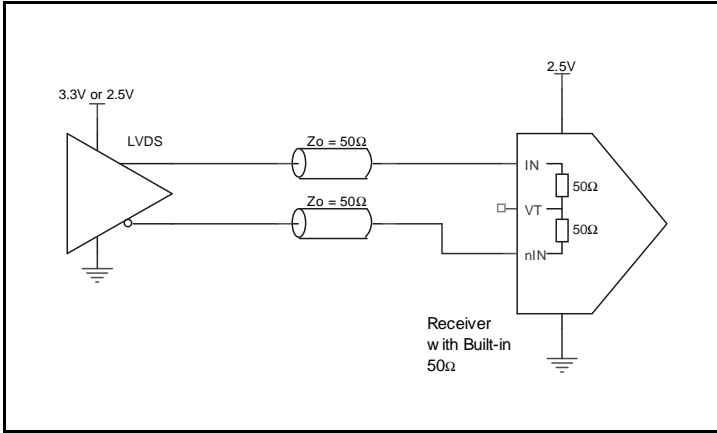 2.5V
3.3V or 2.5V
LVDS
Zo = 50Ω
IN
50Ω
Zo = 50Ω
VT
50Ω
nIN
Receiver
with Built-in
50Ω